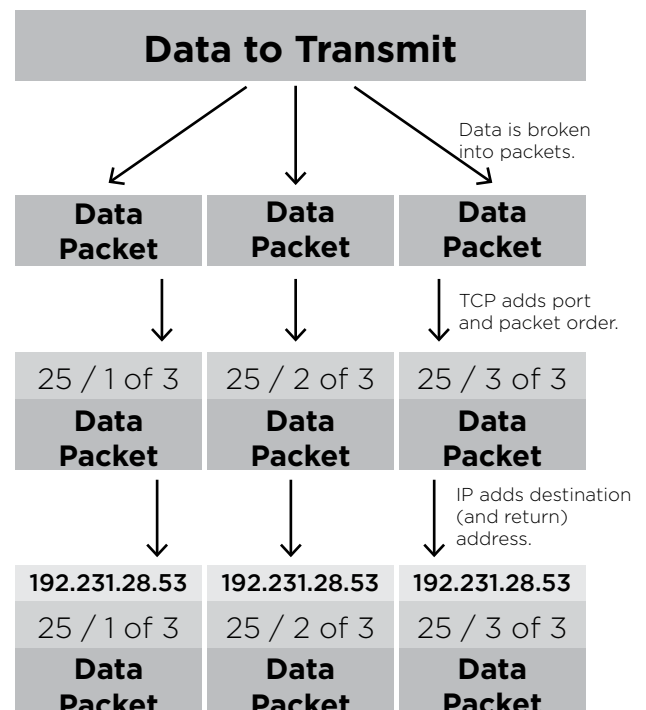 Data to Transmit
Data is broken
into packets.
Data Data Data
Packet Packet Packet
TCP adds port
and packet order.
25 / 1 of 3 25 / 2 of 3 25 / 3 of 3
Data Data Data
Packet Packet Packet
IP adds destination
(and return)
address.
192.231.28.53 192.231.28.53 192.231.28.53
25 / 1 of 3 25 / 2 of 3 25 / 3 of 3
Data Data Data
Packet Packet Packet